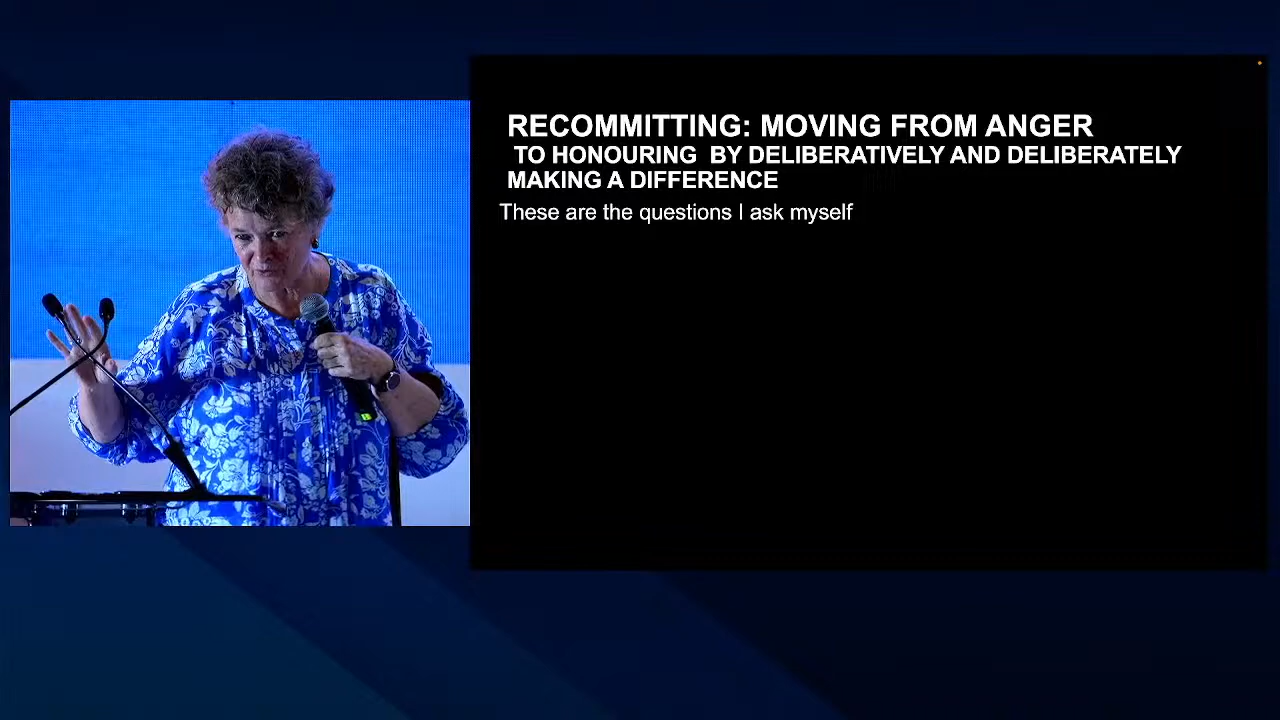 RECOMMITTING: MOVING FROM ANGER
TO HONOURING BY DELIBERATIVELY AND DELIBERATELY
MAKING A DIFFERENCE
These are the questions I ask myself